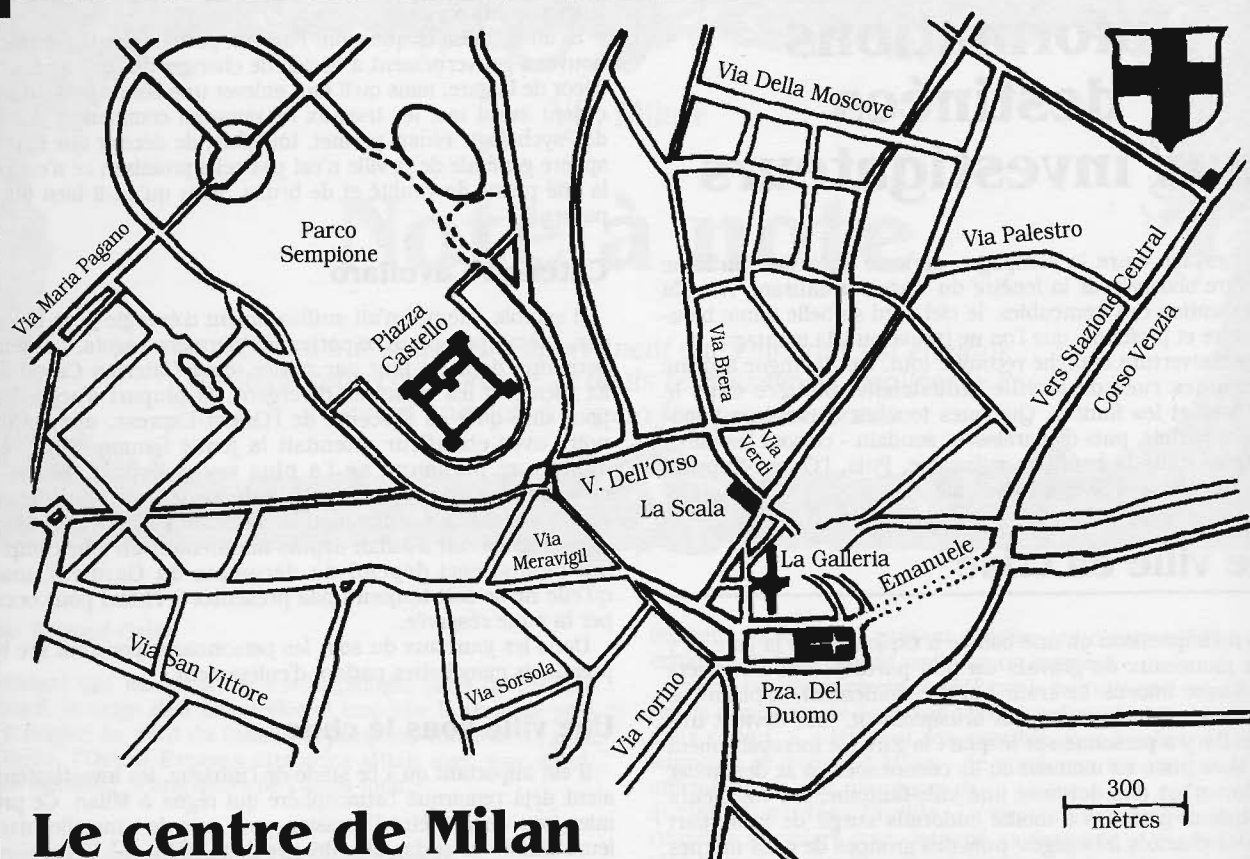 Via Della Moscove
Via Palestro
Via Maria Pagano
Parco
Sempione
Piazza
Castello
Vers Stazione Central
Corso Venzia
Via Brera
Via
Verdi
V. Dell'Orso
La Scala
Via
Meravigil
La Galleria
Emanuele
Via San Vittore
Via Sorsola
Via Torino
Pza. Del
Duomo
300
mètres
Le centre de Milan